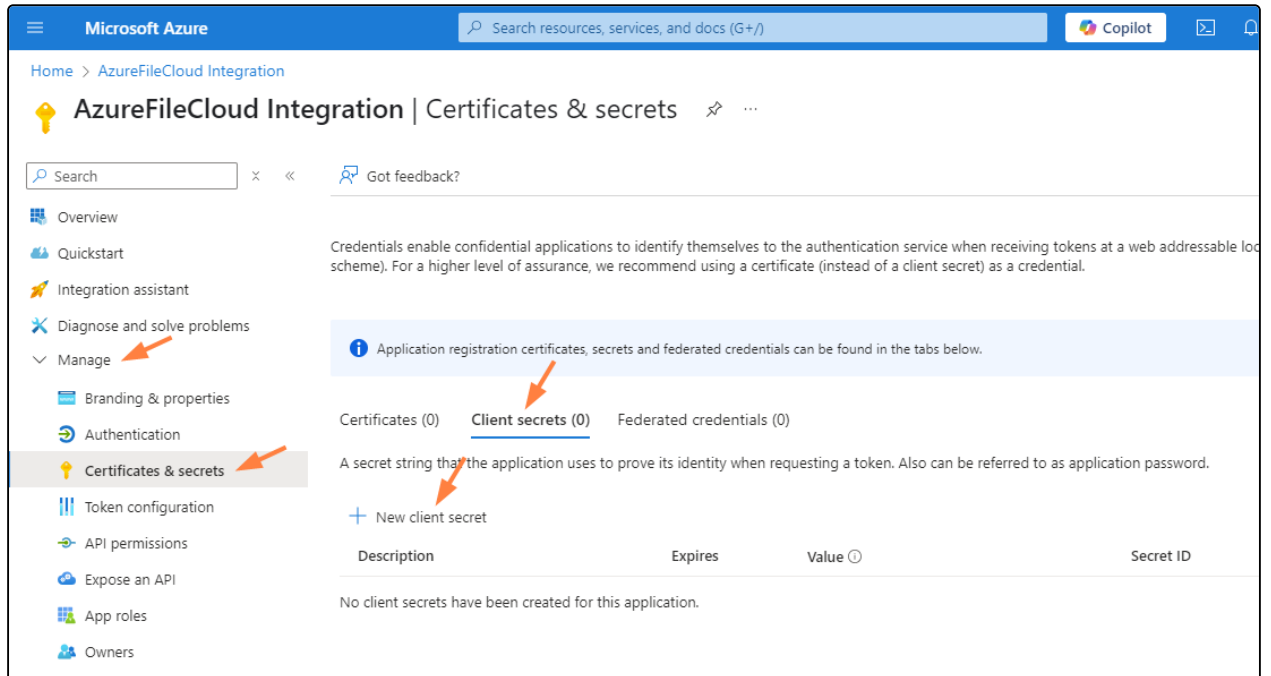 Microsoft Azure
Search resources, services, and docs (G+/)
Copilot
Home > AzureFileCloud Integration
AzureFileCloud Integration | Certificates & secrets
Search
Got feedback?
Overview
Quickstart
Integration assistant
Diagnose and solve problems
Manage
Branding & properties
Authentication
Certificates & secrets
Token configuration
API permissions
Expose an API
App roles
Owners
Credentials enable confidential applications to identify themselves to the authentication service when receiving tokens at a web addressable loc
scheme). For a higher level of assurance, we recommend using a certificate (instead of a client secret) as a credential.
Application registration certificates, secrets and federated credentials can be found in the tabs below.
Certificates (0) Client secrets (0) Federated credentials (0)
A secret string that the application uses to prove its identity when requesting a token. Also can be referred to as application password.
New client secret
Description Expires Value Secret ID
No client secrets have been created for this application.